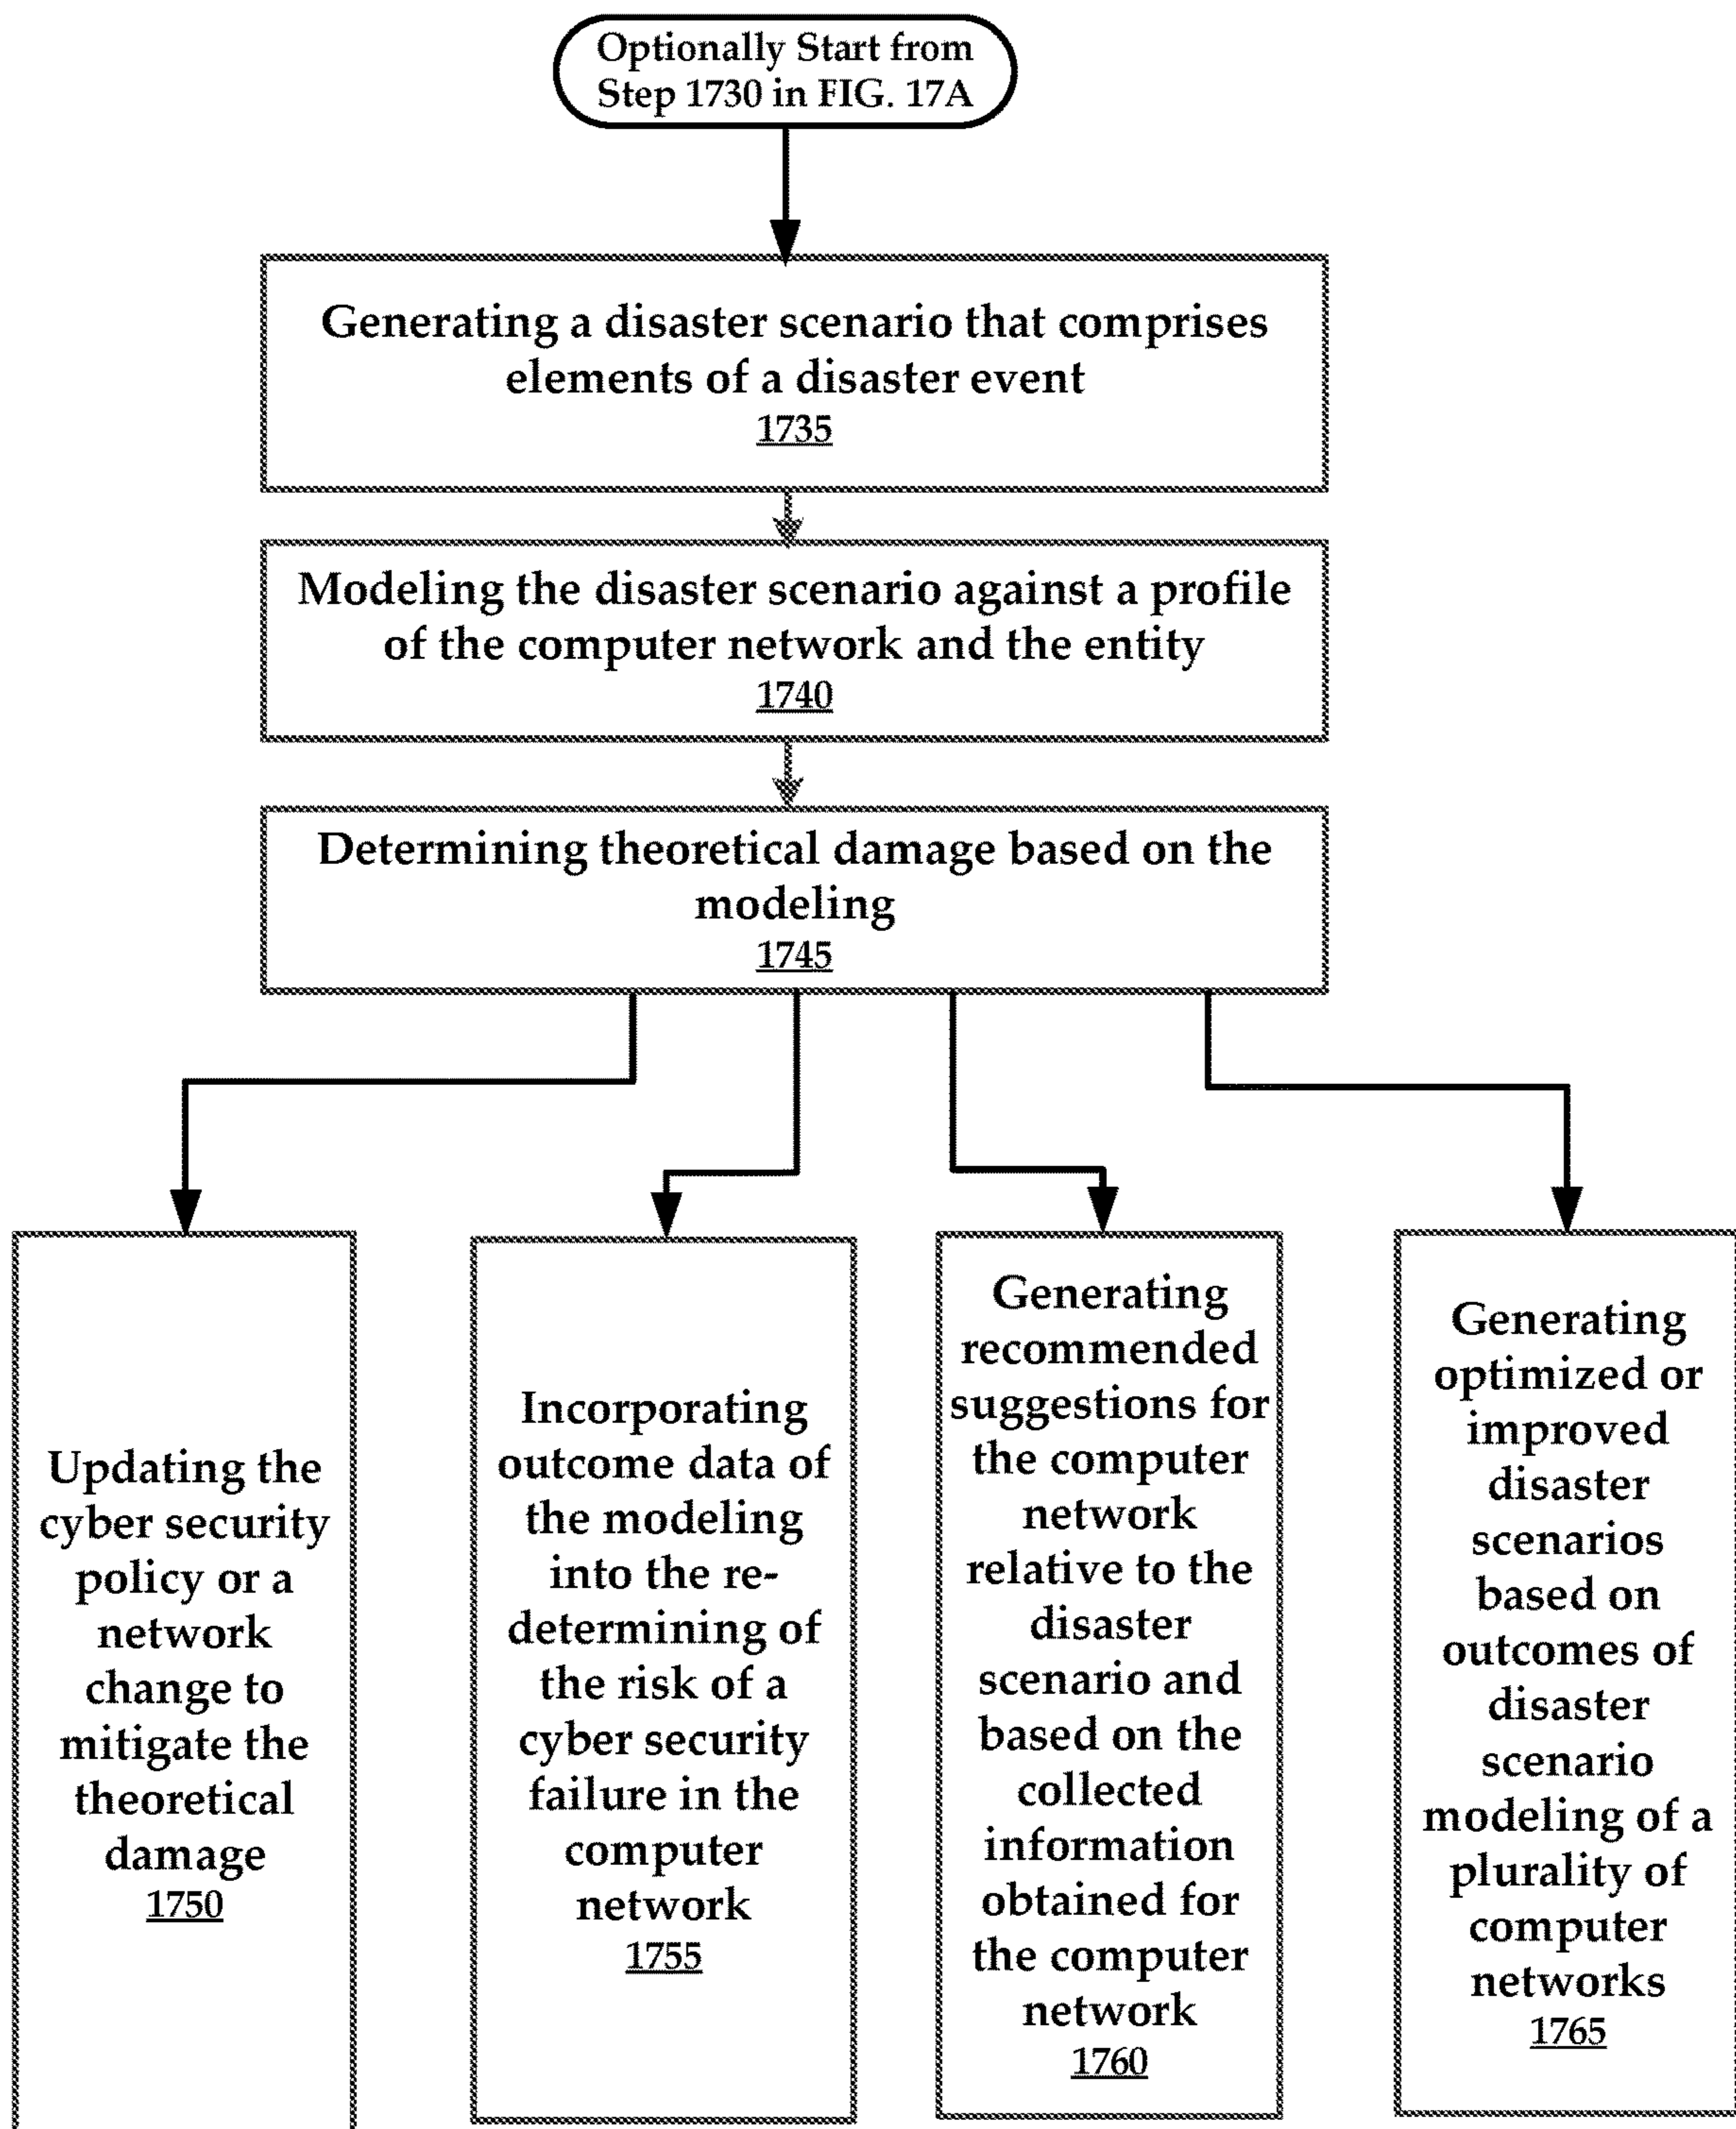 Optionally Start from
Step 1730 in FIG. 17A
Generating a disaster scenario that comprises
elements of a disaster event
1735
Modeling the disaster scenario against a profile
of the computer network and the entity
1740
Determining theoretical damage based on the
modeling
1745
Updating the
cyber security
policy or a
network
change to
mitigate the
theoretical
damage
1750
Incorporating
outcome data of
the modeling
into the re-
determining of
the risk of a
cyber security
failure in the
computer
network
1755
Generating
recommended
suggestions for
the computer
network
relative to the
disaster
scenario and
based on the
collected
information
obtained for
the computer
network
1760
Generating
optimized or
improved
disaster
scenarios
based on
outcomes of
disaster
scenario
modeling of a
plurality of
computer
networks
1765